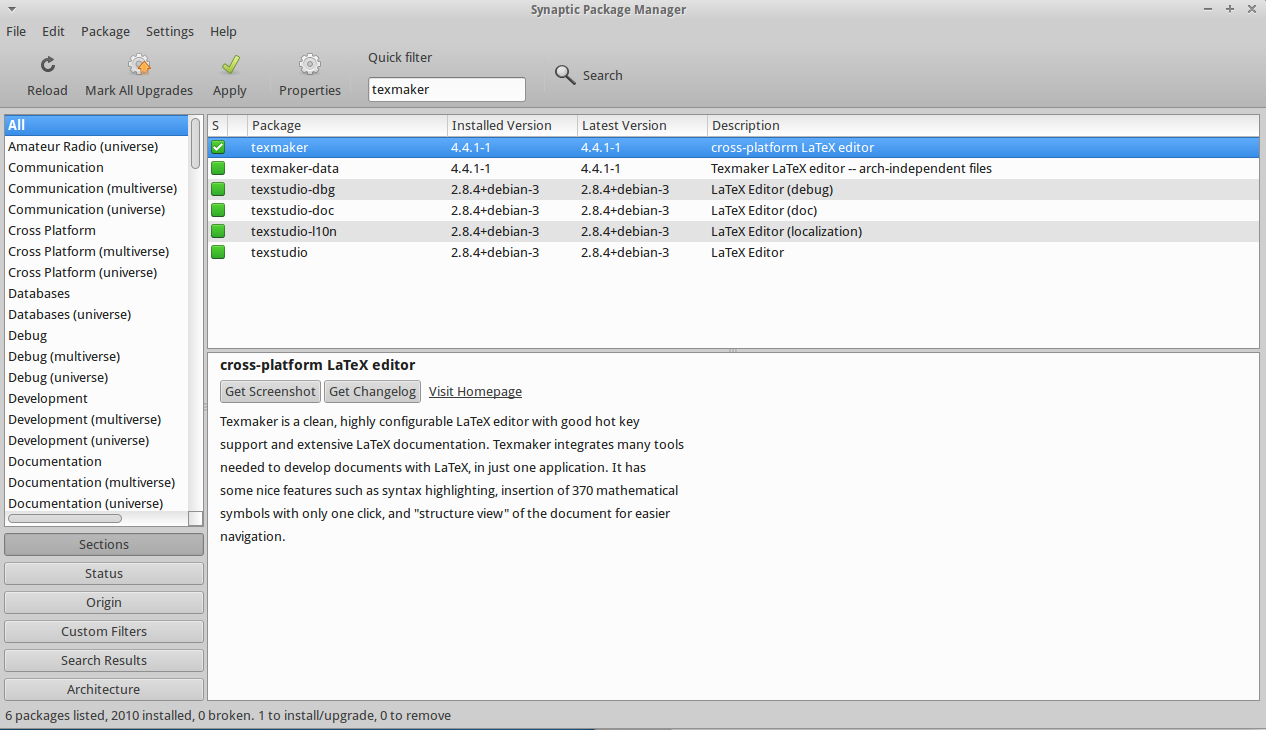 Synaptic Package Manager
File Edit Package Settings Help
Reload Mark All Upgrades Apply Properties Quick filter texmaker Search
All
Amateur Radio (universe)
Communication
Communication (multiverse)
Communication (universe)
Cross Platform
Cross Platform (multiverse)
Cross Platform (universe)
Databases
Databases (universe)
Debug
Debug (multiverse)
Debug (universe)
Development
Development (multiverse)
Development (universe)
Documentation
Documentation (multiverse)
Documentation (universe)
Sections
Status
Origin
Custom Filters
Search Results
Architecture
S Package Installed Version Latest Version Description
texmaker 4.4.1-1 4.4.1-1 cross-platform LaTeX editor
texmaker-data 4.4.1-1 4.4.1-1 Texmaker LaTeX editor -- arch-independent files
texstudio-dbg 2.8.4+debian-3 2.8.4+debian-3 LaTeX Editor (debug)
texstudio-doc 2.8.4+debian-3 2.8.4+debian-3 LaTeX Editor (doc)
texstudio-l10n 2.8.4+debian-3 2.8.4+debian-3 LaTeX Editor (localization)
texstudio 2.8.4+debian-3 2.8.4+debian-3 LaTeX Editor
cross-platform LaTeX editor
Get Screenshot Get Changelog Visit Homepage
Texmaker is a clean, highly configurable LaTeX editor with good hot key
support and extensive LaTeX documentation. Texmaker integrates many tools
needed to develop documents with LaTeX, in just one application. It has
some nice features such as syntax highlighting, insertion of 370 mathematical
symbols with only one click, and "structure view" of the document for easier
navigation.
6 packages listed, 2010 installed, 0 broken. 1 to install/upgrade, 0 to remove